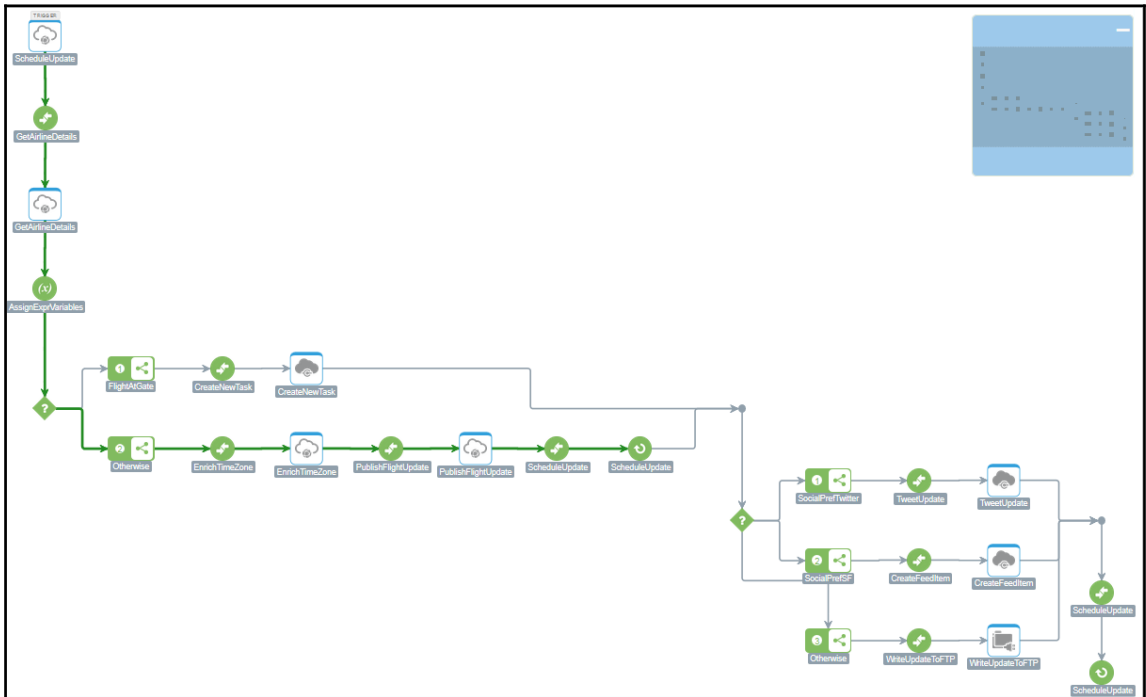 TRIGGER
ScheduleUpdate
GetAirlineDetails
GetAirlineDetails
(x)
AssignExprVariables
?
1
FlightAtGate
CreateNewTask
CreateNewTask
2
Otherwise
EnrichTimeZone
EnrichTimeZone
PublishFlightUpdate
PublishFlightUpdate
ScheduleUpdate
ScheduleUpdate
?
1
SocialPrefTwitter
TweetUpdate
TweetUpdate
2
SocialPrefSF
CreateFeedItem
CreateFeedItem
3
Otherwise
WriteUpdateToFTP
WriteUpdateToFTP
ScheduleUpdate
ScheduleUpdate